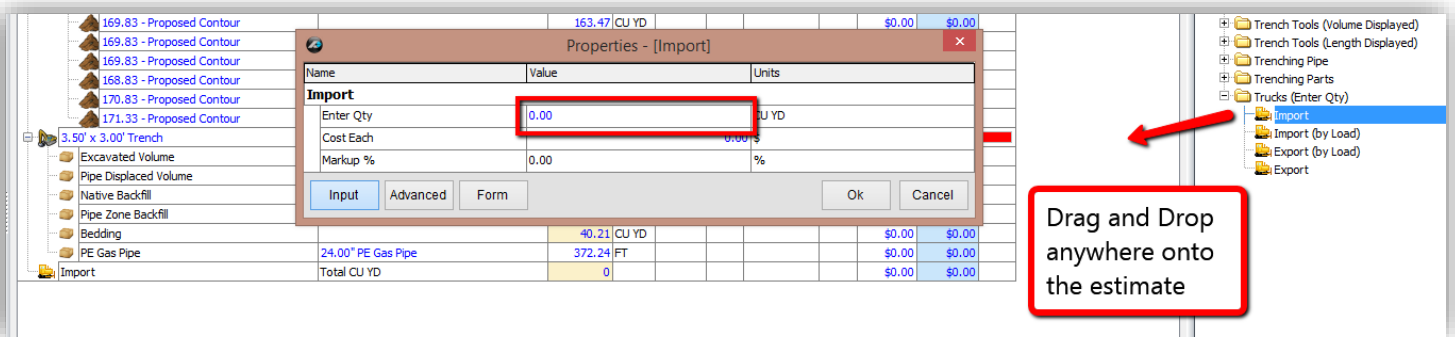 169.83 - Proposed Contour 163.47 CU YD $0.00 $0.00
169.83 - Proposed Contour
169.83 - Proposed Contour
168.83 - Proposed Contour
170.83 - Proposed Contour
171.33 - Proposed Contour
3.50' x 3.00' Trench
Excavated Volume
Pipe Displaced Volume
Native Backfill
Pipe Zone Backfill
Bedding 40.21 CU YD $0.00 $0.00
PE Gas Pipe 24.00" PE Gas Pipe 372.24 FT $0.00 $0.00
Import Total CU YD 0 $0.00 $0.00
Properties - [Import]
Name Value Units
Import
Enter Qty 0.00 CU YD
Cost Each 0.00 $
Markup % 0.00 %
Input Advanced Form Ok Cancel
Trench Tools (Volume Displayed)
Trench Tools (Length Displayed)
Trenching Pipe
Trenching Parts
Trucks (Enter Qty)
Import
Import (by Load)
Export (by Load)
Export
Drag and Drop
anywhere onto
the estimate